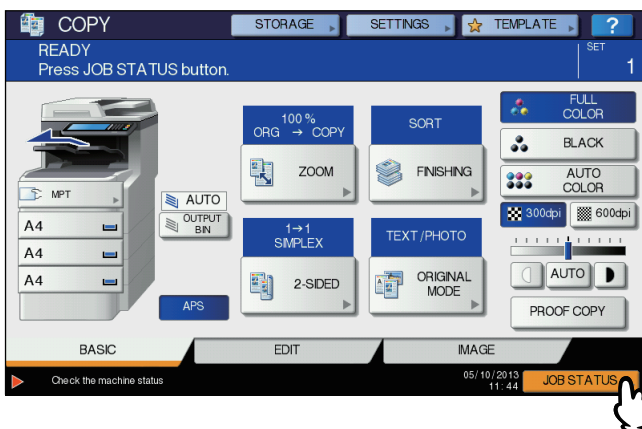 COPY
STORAGE
SETTINGS
TEMPLATE
?
READY
Press JOB STATUS button.
SET
1
100 %
ORG → COPY
ZOOM
SORT
FINISHING
FULL
COLOR
BLACK
AUTO
COLOR
300dpi
600dpi
MPT
A4
A4
A4
AUTO
OUTPUT
BIN
APS
1→1
SIMPLEX
2-SIDED
TEXT/PHOTO
ORIGINAL
MODE
AUTO
PROOF COPY
BASIC
EDIT
IMAGE
Check the machine status
05/10/2013
11:44
JOB STATUS